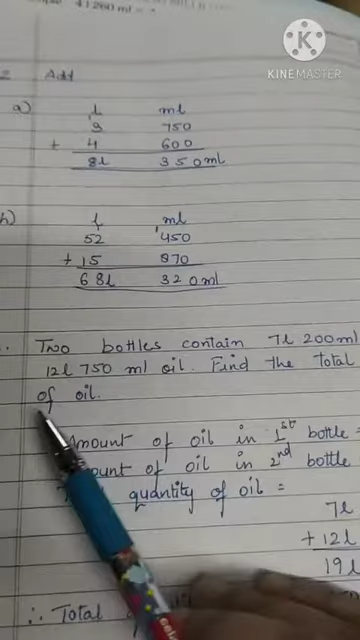 KINEMASTER
Add
a) l ml
3 750
+ 4 600
8l 350ml
l ml
52 450
+ 15 870
68l 320ml
Two bottles contain 7l 200ml
12l 750 ml oil. Find the total
of oil.
Amount of oil in 1st bottle =
of oil in 2nd bottle
quantity of oil =
7l
+ 12l
19l
∴ Total